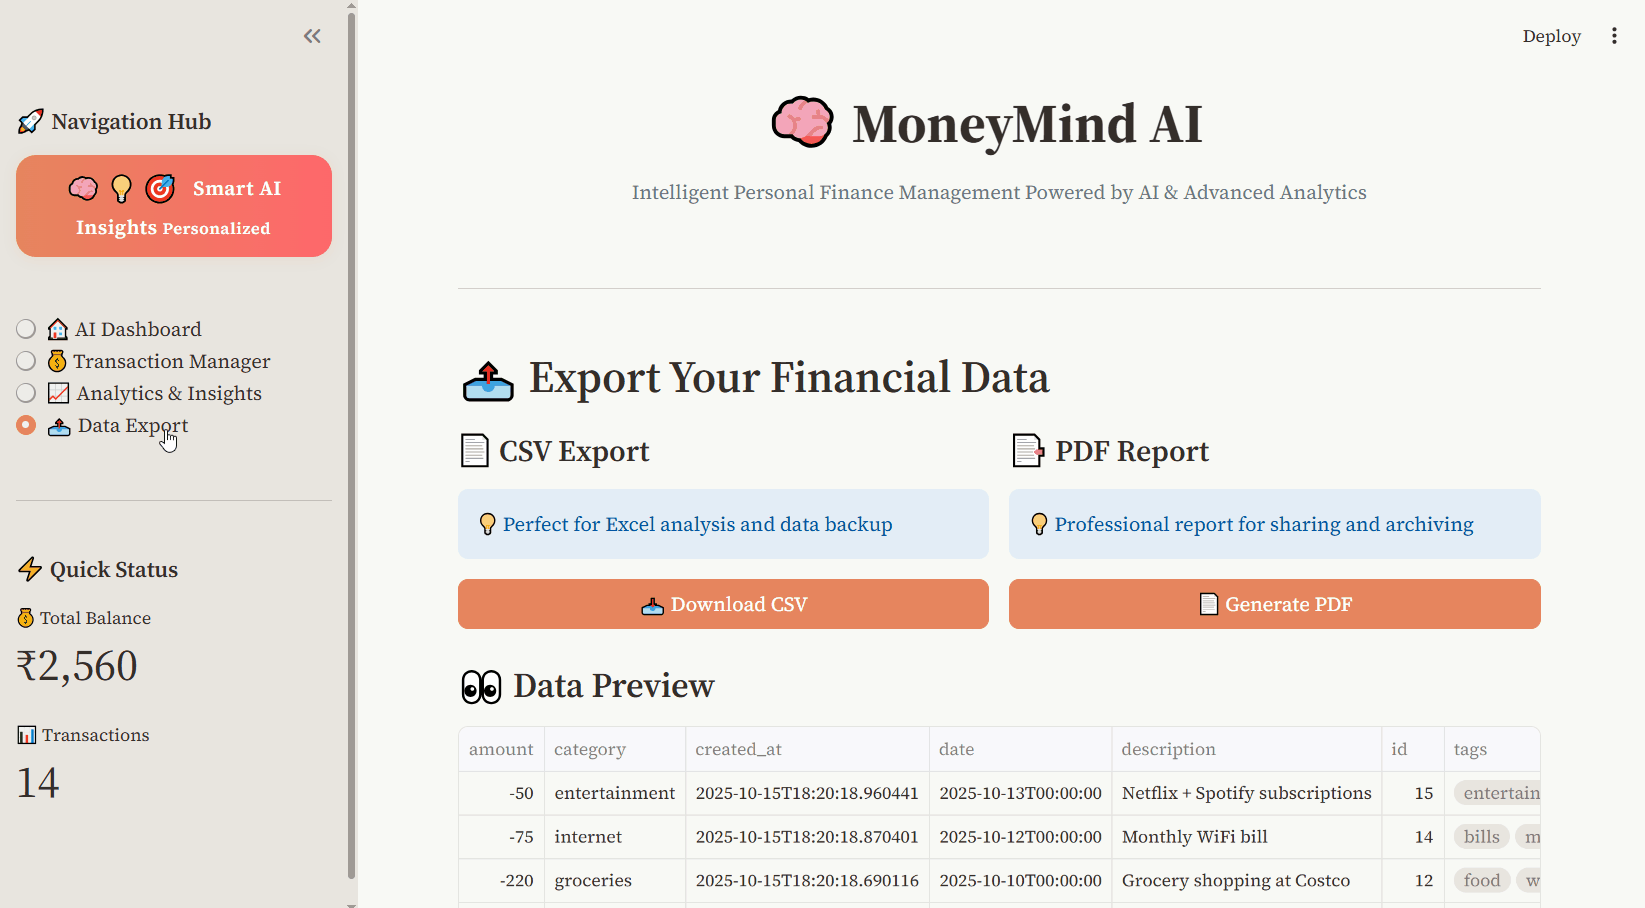 Deploy
Navigation Hub
Smart AI
Insights Personalized
AI Dashboard
Transaction Manager
Analytics & Insights
Data Export
Quick Status
Total Balance
₹2,560
Transactions
14
MoneyMind AI
Intelligent Personal Finance Management Powered by AI & Advanced Analytics
Export Your Financial Data
CSV Export
Perfect for Excel analysis and data backup
Download CSV
PDF Report
Professional report for sharing and archiving
Generate PDF
Data Preview
amount category created_at date description id tags
-50 entertainment 2025-10-15T18:20:18.960441 2025-10-13T00:00:00 Netflix + Spotify subscriptions 15 entertain
-75 internet 2025-10-15T18:20:18.870401 2025-10-12T00:00:00 Monthly WiFi bill 14 bills m
-220 groceries 2025-10-15T18:20:18.690116 2025-10-10T00:00:00 Grocery shopping at Costco 12 food w